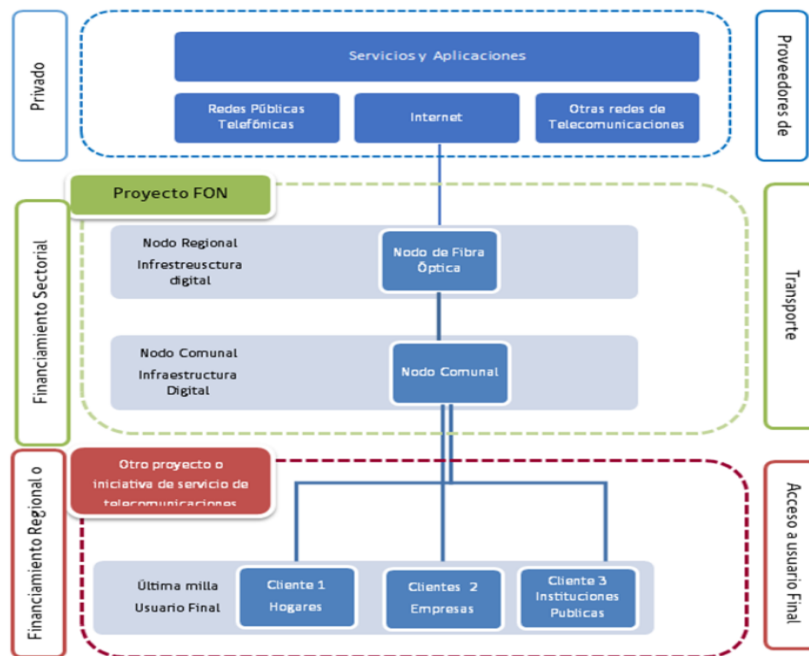 Privado
Servicios y Aplicaciones
Redes Públicas
Telefónicas
Internet
Otras redes de
Telecomunicaciones
Proveedores de
Proyecto FON
Financiamiento Sectorial
Nodo Regional
Infrestreusctura
digital
Nodo de Fibra
Óptica
Transporte
Nodo Comunal
Infraestructura
Digital
Nodo Comunal
Financiamiento Regional o
Otro proyecto o
iniciativa de servicio de
telecomunicaciones
Acceso a usuario Final
Última milla
Usuario Final
Cliente 1
Hogares
Clientes 2
Empresas
Cliente 3
Instituciones
Publicas